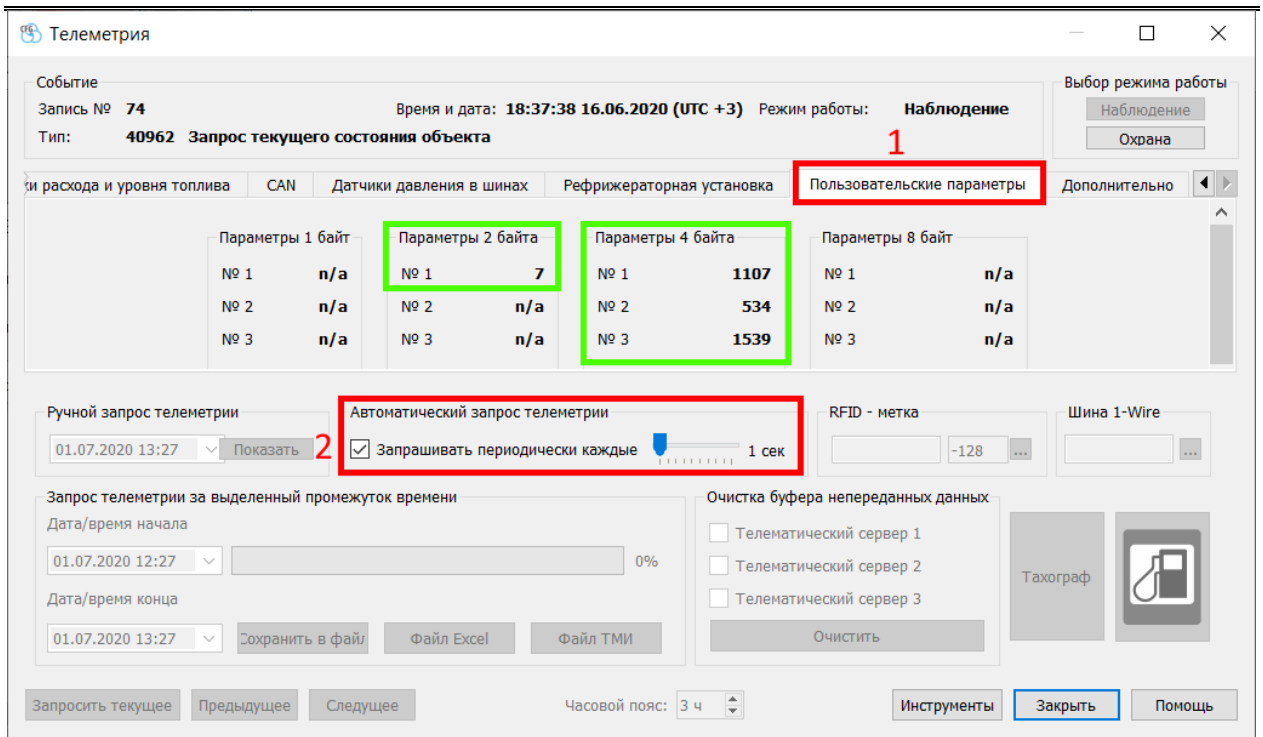 CFG Телеметрия
Событие
Выбор режима работы
Запись № 74 Время и дата: 18:37:38 16.06.2020 (UTC +3) Режим работы: Наблюдение
Наблюдение
Тип: 40962 Запрос текущего состояния объекта
Охрана
1
ки расхода и уровня топлива CAN Датчики давления в шинах Рефрижераторная установка Пользовательские параметры Дополнительно
Параметры 1 байт Параметры 2 байта Параметры 4 байта Параметры 8 байт
№ 1 n/a № 1 7 № 1 1107 № 1 n/a
№ 2 n/a № 2 n/a № 2 534 № 2 n/a
№ 3 n/a № 3 n/a № 3 1539 № 3 n/a
Ручной запрос телеметрии Автоматический запрос телеметрии RFID - метка Шина 1-Wire
01.07.2020 13:27 Показать 2 Запрашивать периодически каждые 1 сек -128 ... ...
Запрос телеметрии за выделенный промежуток времени Очистка буфера непереданных данных
Дата/время начала
Телематический сервер 1
01.07.2020 12:27 0% Телематический сервер 2
Тахограф
Дата/время конца Телематический сервер 3
01.07.2020 13:27 Сохранить в файл Файл Excel Файл ТМИ Очистить
Запросить текущее Предыдущее Следущее Часовой пояс: 3 ч Инструменты Закрыть Помощь